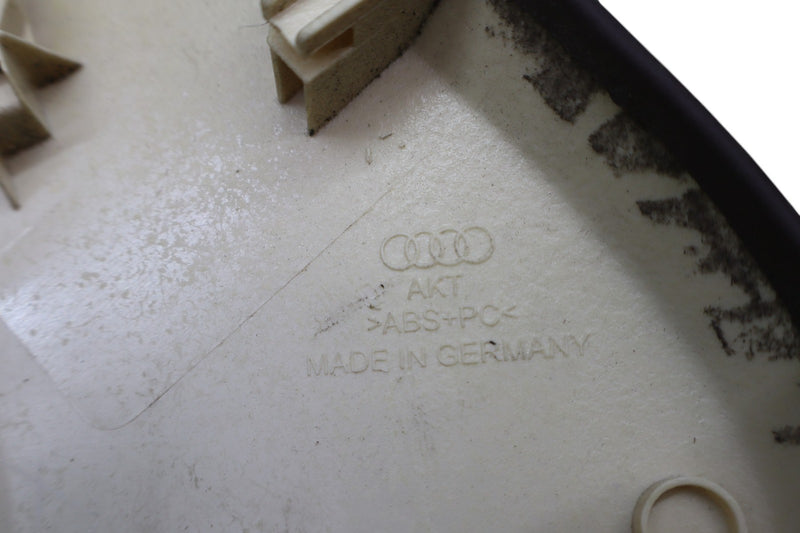 AKT
>ABS+PC<
MADE IN GERMANY